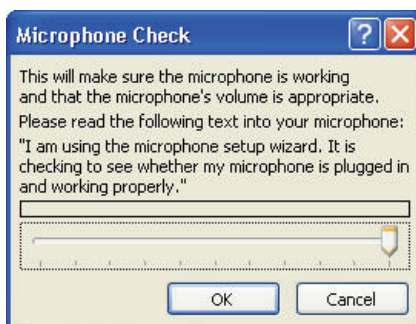 Microphone Check
This will make sure the microphone is working
and that the microphone's volume is appropriate.
Please read the following text into your microphone:
"I am using the microphone setup wizard. It is
checking to see whether my microphone is plugged in
and working properly."
OK Cancel